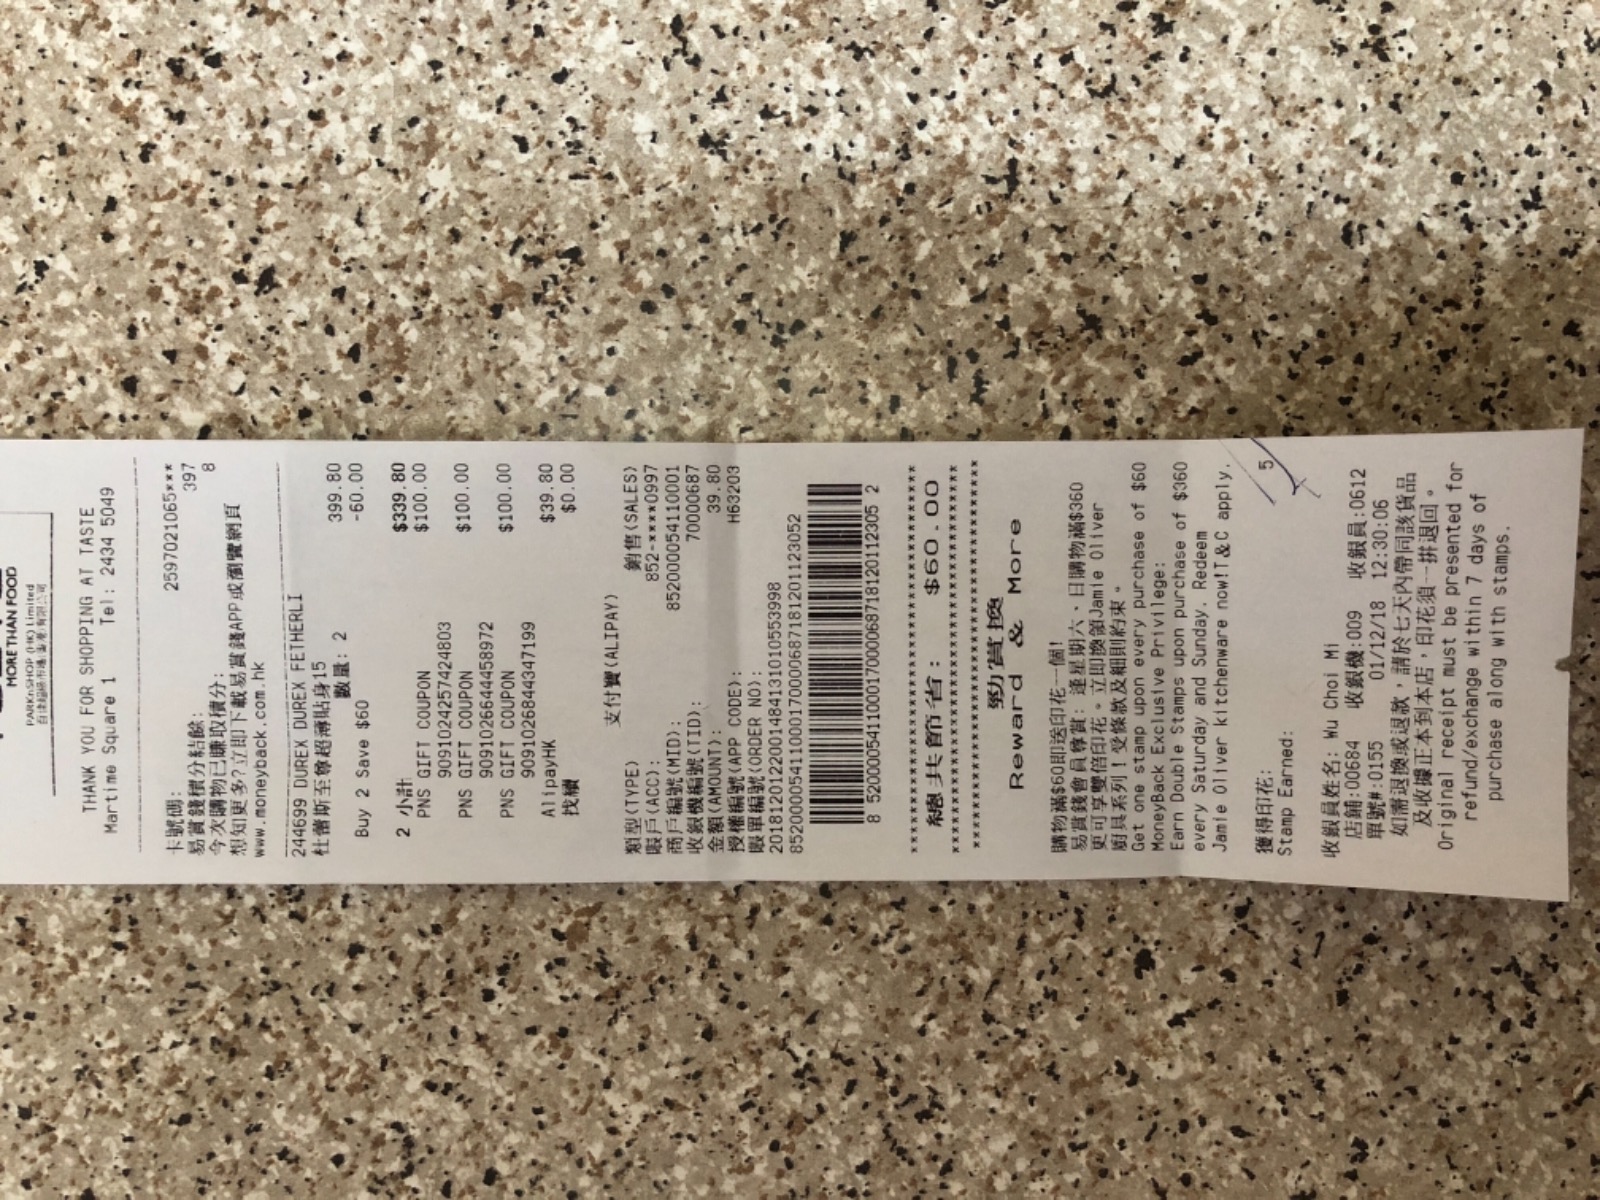 MORE THAN FOOD
PARKnSHOP (HK) Limited
百佳超級市場(香港)有限公司
THANK YOU FOR SHOPPING AT TASTE
Martime Square 1 Tel: 2434 5049
卡號碼: 2597021065***
易賞錢積分結餘: 397
今次購物已賺取積分: 8
想知更多?立即下載易賞錢APP或瀏覽網頁
www.moneyback.com.hk
244699 DUREX DUREX FETHERLI
杜蕾斯至尊超薄貼身15 399.80
數量: 2
Buy 2 Save $60 -60.00
2 小計 $339.80
PNS GIFT COUPON $100.00
909102425742480​3
PNS GIFT COUPON $100.00
9091026644458972
PNS GIFT COUPON $100.00
9091026844347199
AlipayHK $39.80
找續 $0.00
支付寶(ALIPAY)
類型(TYPE) 銷售(SALES)
賬戶(ACC): 852-****0997
商戶編號(MID): 852000054110001
收銀機編號(TID): 70000687
金額(AMOUNT): 39.80
授權編號(APP CODE): H63203
賬單編號(ORDER NO):
2018120122001484131010553998
8520000541100017000068718​1201123052
8 52000054110001700006871812011​2305 2
總共節省: $60.00
勁賞換
Reward & More
購物滿$60即送印花一個!
易賞錢會員尊賞: 逢星期六、日購物滿$360
更可享雙倍印花。立即換領Jamie Oliver
廚具系列!受條款及細則約束。
Get one stamp upon every purchase of $60
MoneyBack Exclusive Privilege:
Earn Double Stamps upon purchase of $360
every Saturday and Sunday. Redeem
Jamie Oliver kitchenware now!T&C apply.
獲得印花:
Stamp Earned: 5
收銀員姓名: Wu Choi Mi
店鋪:00684 收銀機:009 收銀員:0612
單號#:0155 01/12/18 12:30:06
如需退換或退款,請於七天內帶同該貨品
及收據正本到本店,印花須一拼退回。
Original receipt must be presented for
refund/exchange within 7 days of
purchase along with stamps.